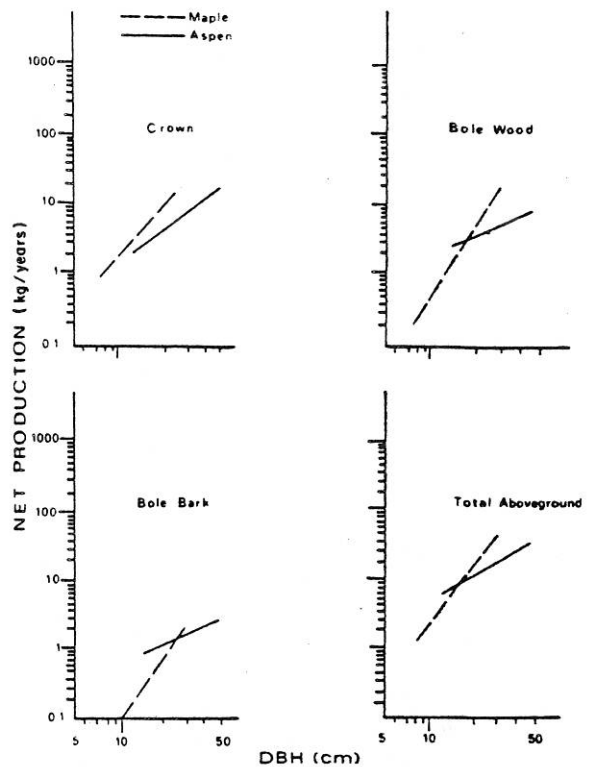 Maple
Aspen
1000
100
10
1
0.1
Crown
Bole Wood
NET PRODUCTION (kg/years)
1000
100
10
1
0.1
Bole Bark
Total Aboveground
5
10
50
5
10
50
DBH (cm)